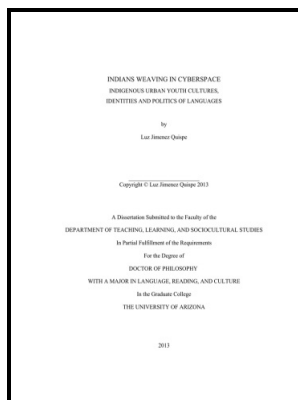 INDIANS WEAVING IN CYBERSPACE
INDIGENOUS URBAN YOUTH CULTURES,
IDENTITIES AND POLITICS OF LANGUAGES
by
Luz Jimenez Quispe
Copyright © Luz Jimenez Quispe 2013
A Dissertation Submitted to the Faculty of the
DEPARTMENT OF TEACHING, LEARNING, AND SOCIOCULTURAL STUDIES
In Partial Fulfillment of the Requirements
For the Degree of
DOCTOR OF PHILOSOPHY
WITH A MAJOR IN LANGUAGE, READING, AND CULTURE
In the Graduate College
THE UNIVERSITY OF ARIZONA
2013